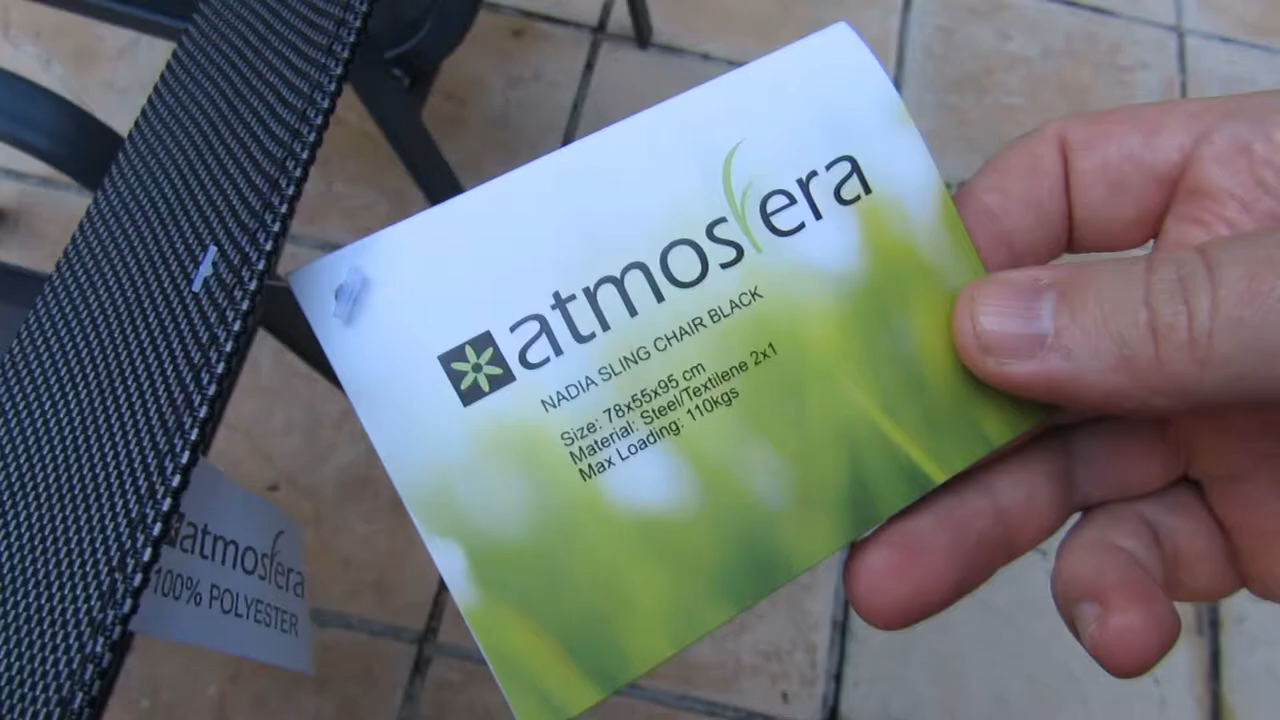 atmosfera
NADIA SLING CHAIR BLACK
Size: 78x55x95 cm
Material: Steel/Textilene 2x1
Max Loading: 110kgs
atmosfera
100% POLYESTER